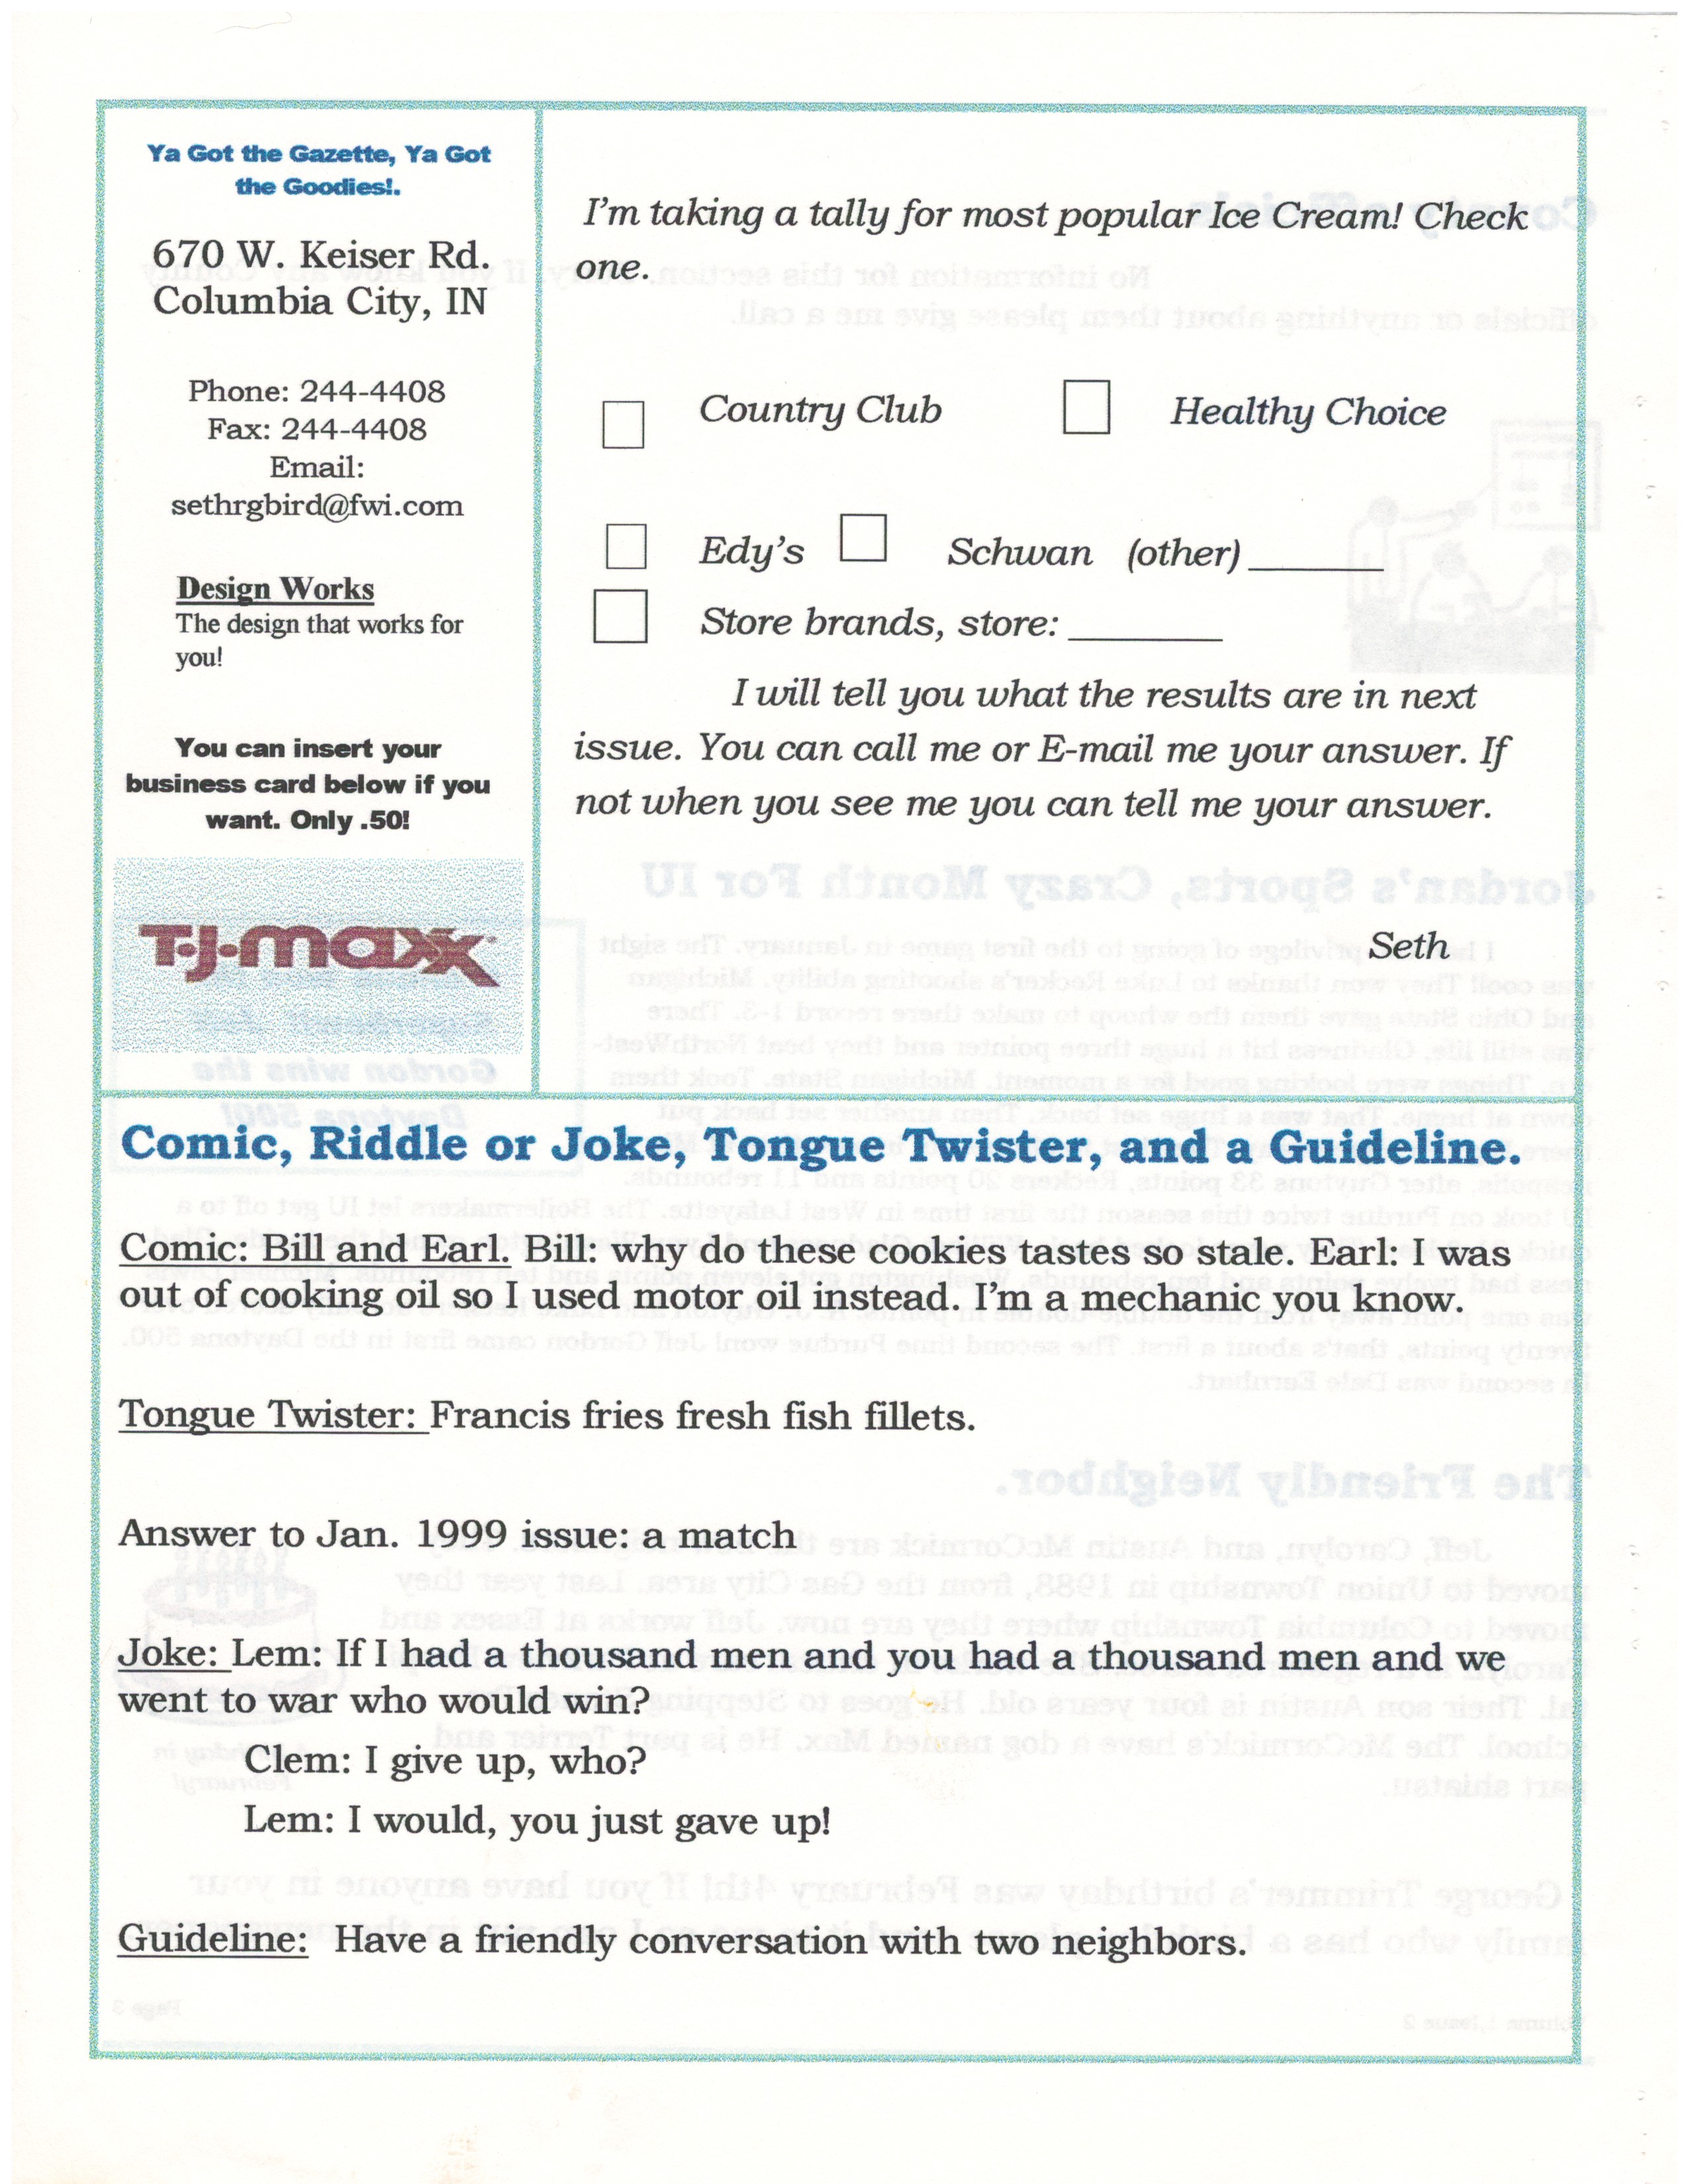 Ya Got the Gazette, Ya Got
the Goodies!.
670 W. Keiser Rd.
Columbia City, IN
Phone: 244-4408
Fax: 244-4408
Email:
sethrgbird@fwi.com
Design Works
The design that works for
you!
You can insert your
business card below if you
want. Only .50!
T•J•maxx
I'm taking a tally for most popular Ice Cream! Check
one.
Country Club Healthy Choice
Edy's Schwan (other)_______
Store brands, store: ________
I will tell you what the results are in next
issue. You can call me or E-mail me your answer. If
not when you see me you can tell me your answer.
Seth
Comic, Riddle or Joke, Tongue Twister, and a Guideline.
Comic: Bil and Earl: Bill: why do these cookies tastes so stale. Earl: I was
out of cooking oil so I used motor oil instead. I'm a mechanic you know.
Tongue Twister: Francis fries fresh fish fillets.
Answer to Jan. 1999 issue: a match
Joke: Lem: If I had a thousand men and you had a thousand men and we
went to war who would win?
Clem: I give up, who?
Lem: I would, you just gave up!
Guideline: Have a friendly conversation with two neighbors.